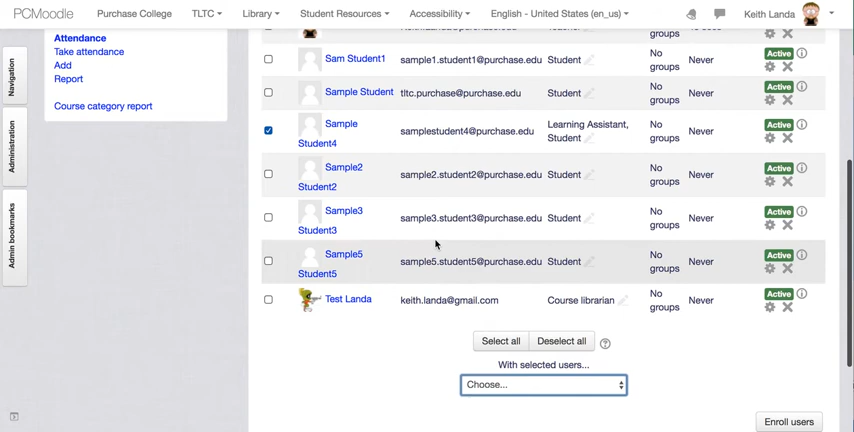 PCMoodle Purchase College TLTC Library Student Resources Accessibility English - United States (en_us) Keith Landa
Attendance
Take attendance
Add
Report
Course category report
Navigation
Administration
Admin bookmarks
groups
Sam Student1 sample1.student1@purchase.edu Student No groups Never Active
Sample Student tltc.purchase@purchase.edu Student No groups Never Active
Sample Student4 samplestudent4@purchase.edu Learning Assistant, Student No groups Never Active
Sample2 Student2 sample2.student2@purchase.edu Student No groups Never Active
Sample3 Student3 sample3.student3@purchase.edu Student No groups Never Active
Sample5 Student5 sample5.student5@purchase.edu Student No groups Never Active
Test Landa keith.landa@gmail.com Course librarian No groups Never Active
Select all Deselect all
With selected users...
Choose...
Enroll users